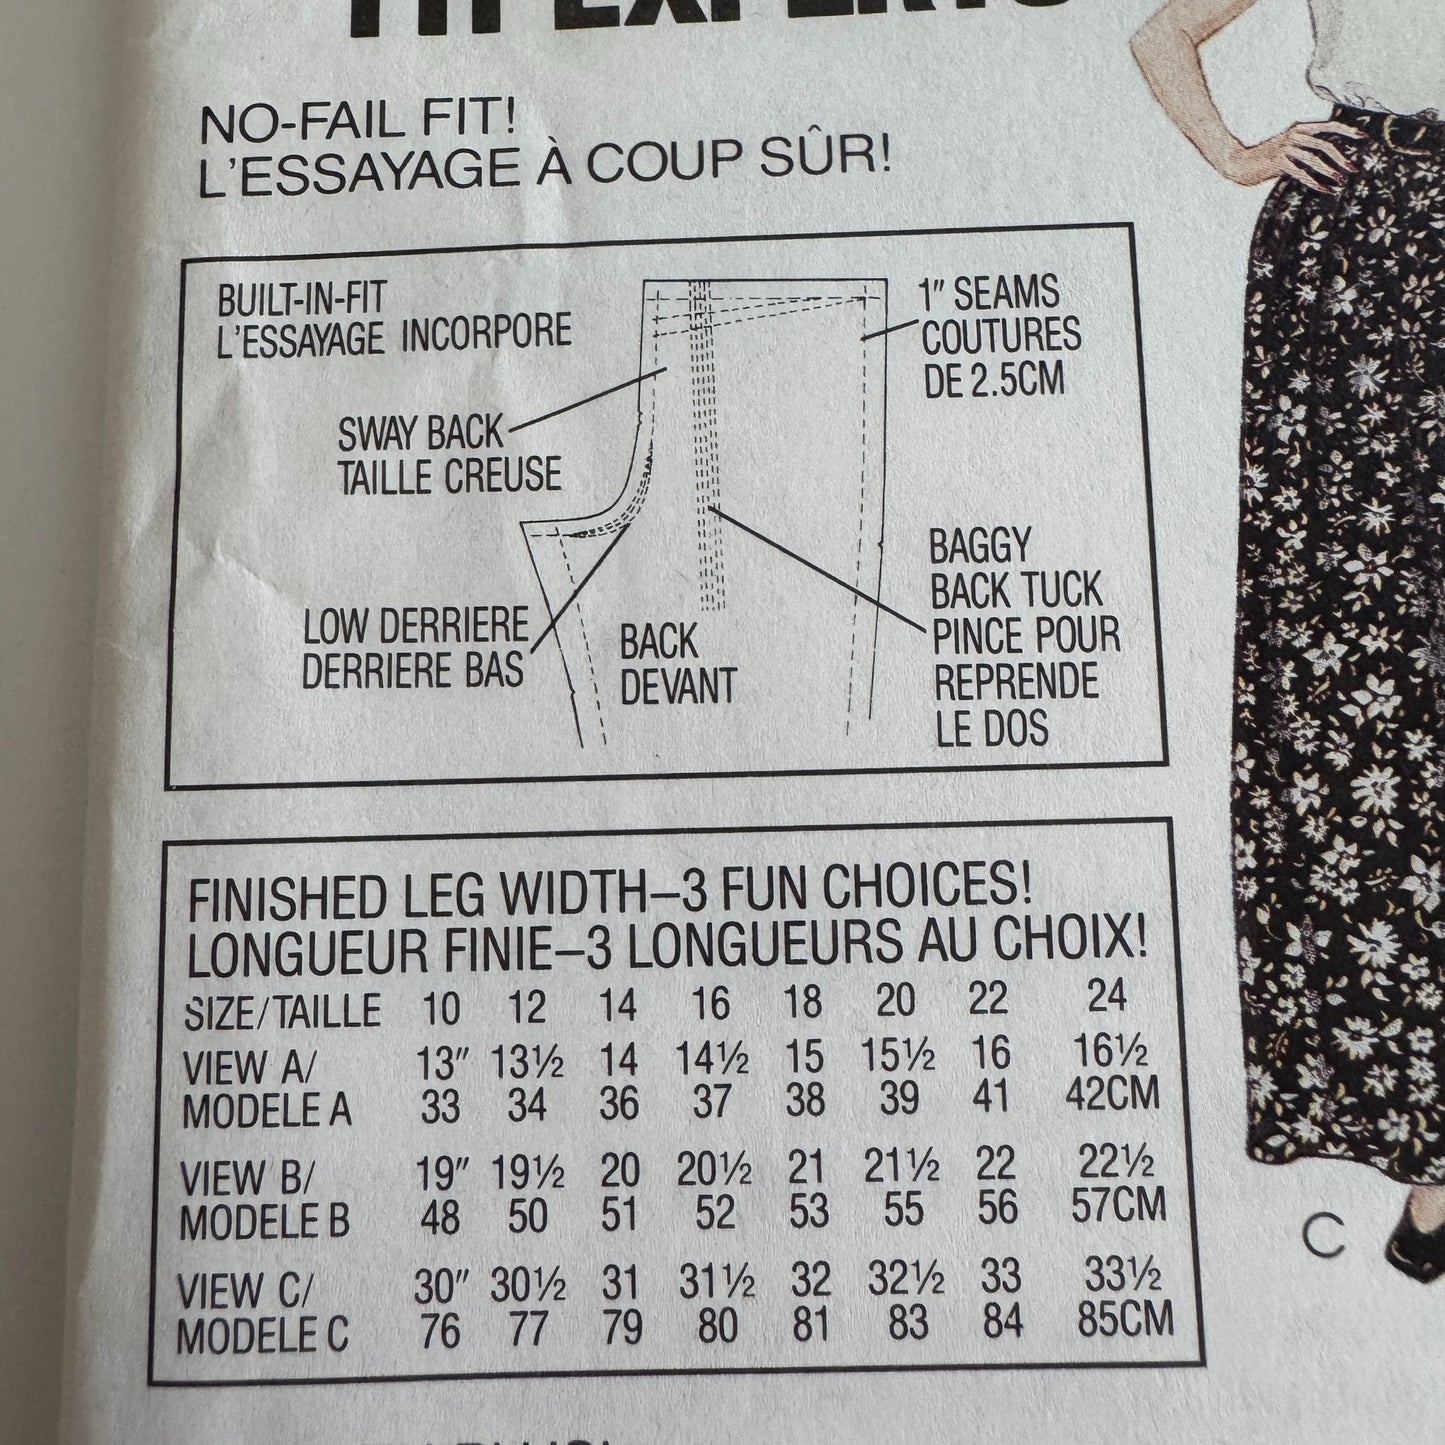 FIT EXPERTS
NO-FAIL FIT!
L'ESSAYAGE À COUP SÛR!
BUILT-IN-FIT
L'ESSAYAGE INCORPORE
1" SEAMS
COUTURES
DE 2.5CM
SWAY BACK
TAILLE CREUSE
BAGGY
BACK TUCK
PINCE POUR
REPRENDE
LE DOS
LOW DERRIERE
DERRIERE BAS
BACK
DEVANT
FINISHED LEG WIDTH–3 FUN CHOICES!
LONGUEUR FINIE–3 LONGUEURS AU CHOIX!
SIZE/TAILLE 10 12 14 16 18 20 22 24
VIEW A/ 13" 13½ 14 14½ 15 15½ 16 16½
MODELE A 33 34 36 37 38 39 41 42CM
VIEW B/ 19" 19½ 20 20½ 21 21½ 22 22½
MODELE B 48 50 51 52 53 55 56 57CM
VIEW C/ 30" 30½ 31 31½ 32 32½ 33 33½
MODELE C 76 77 79 80 81 83 84 85CM
C